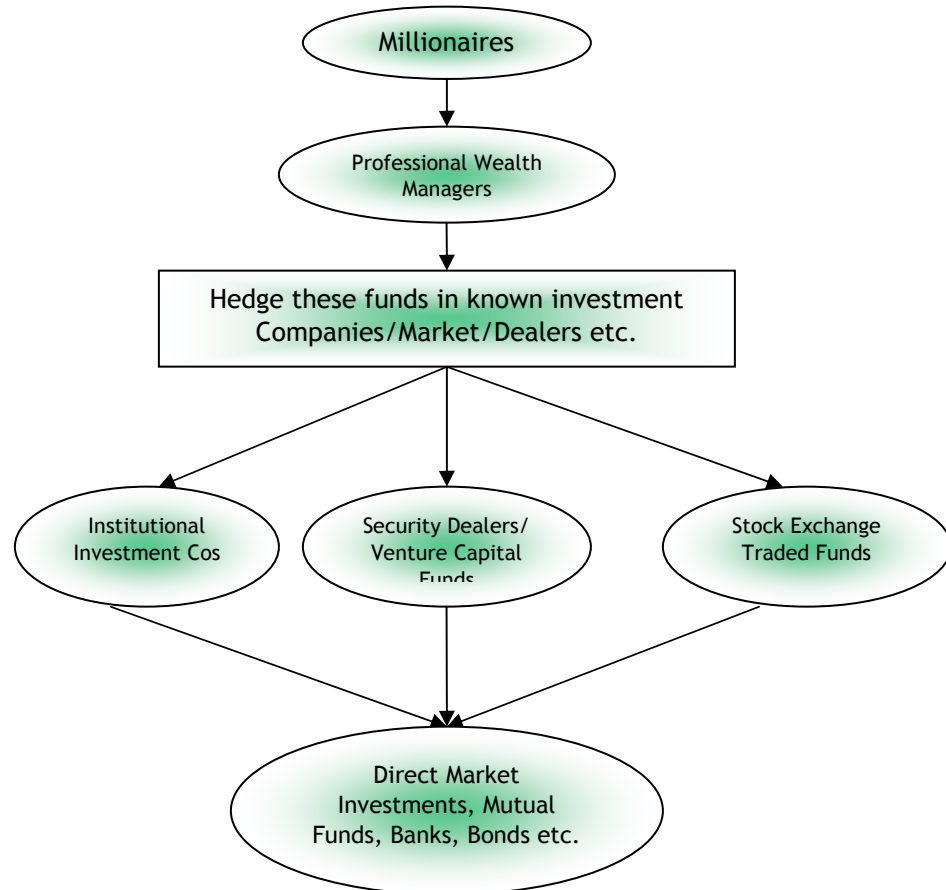 Millionaires
Professional Wealth
Managers
Hedge these funds in known investment
Companies/Market/Dealers etc.
Institutional
Investment Cos
Security Dealers/
Venture Capital
Funds
Stock Exchange
Traded Funds
Direct Market
Investments, Mutual
Funds, Banks, Bonds etc.